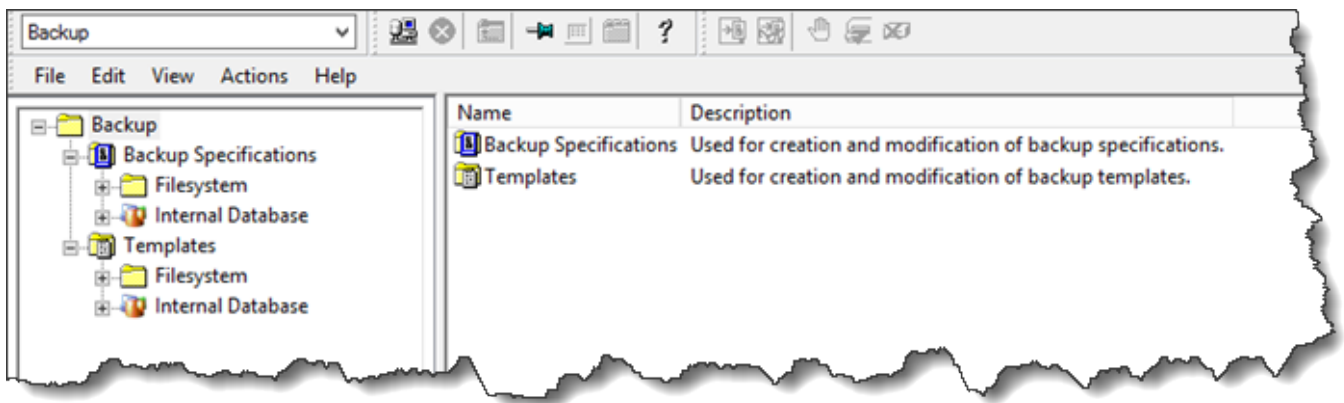 Backup
?
File Edit View Actions Help
Backup
Backup Specifications
Filesystem
Internal Database
Templates
Filesystem
Internal Database
Name Description
Backup Specifications Used for creation and modification of backup specifications.
Templates Used for creation and modification of backup templates.